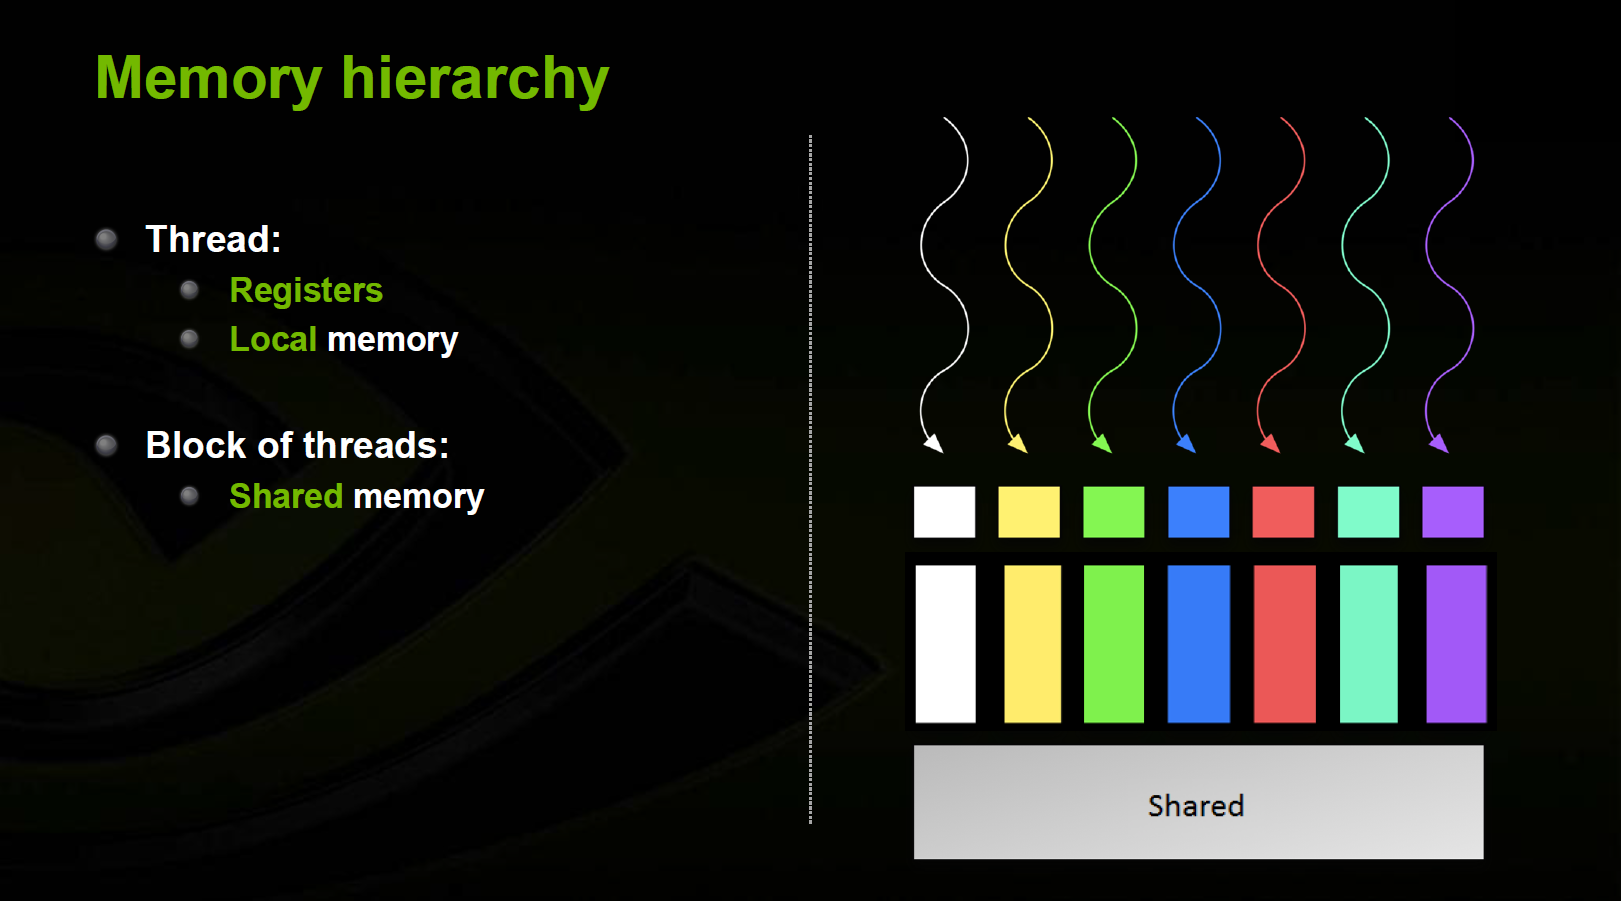 Memory hierarchy
Thread:
Registers
Local memory
Block of threads:
Shared memory
Shared